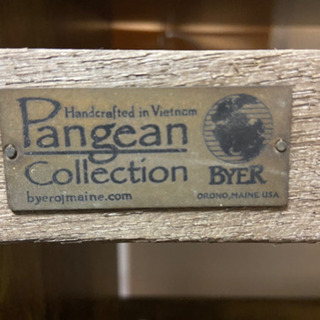 Handcrafted in Vietnam
Pangean
Collection
BYER
byerofmaine.com
ORONO, MAINE USA